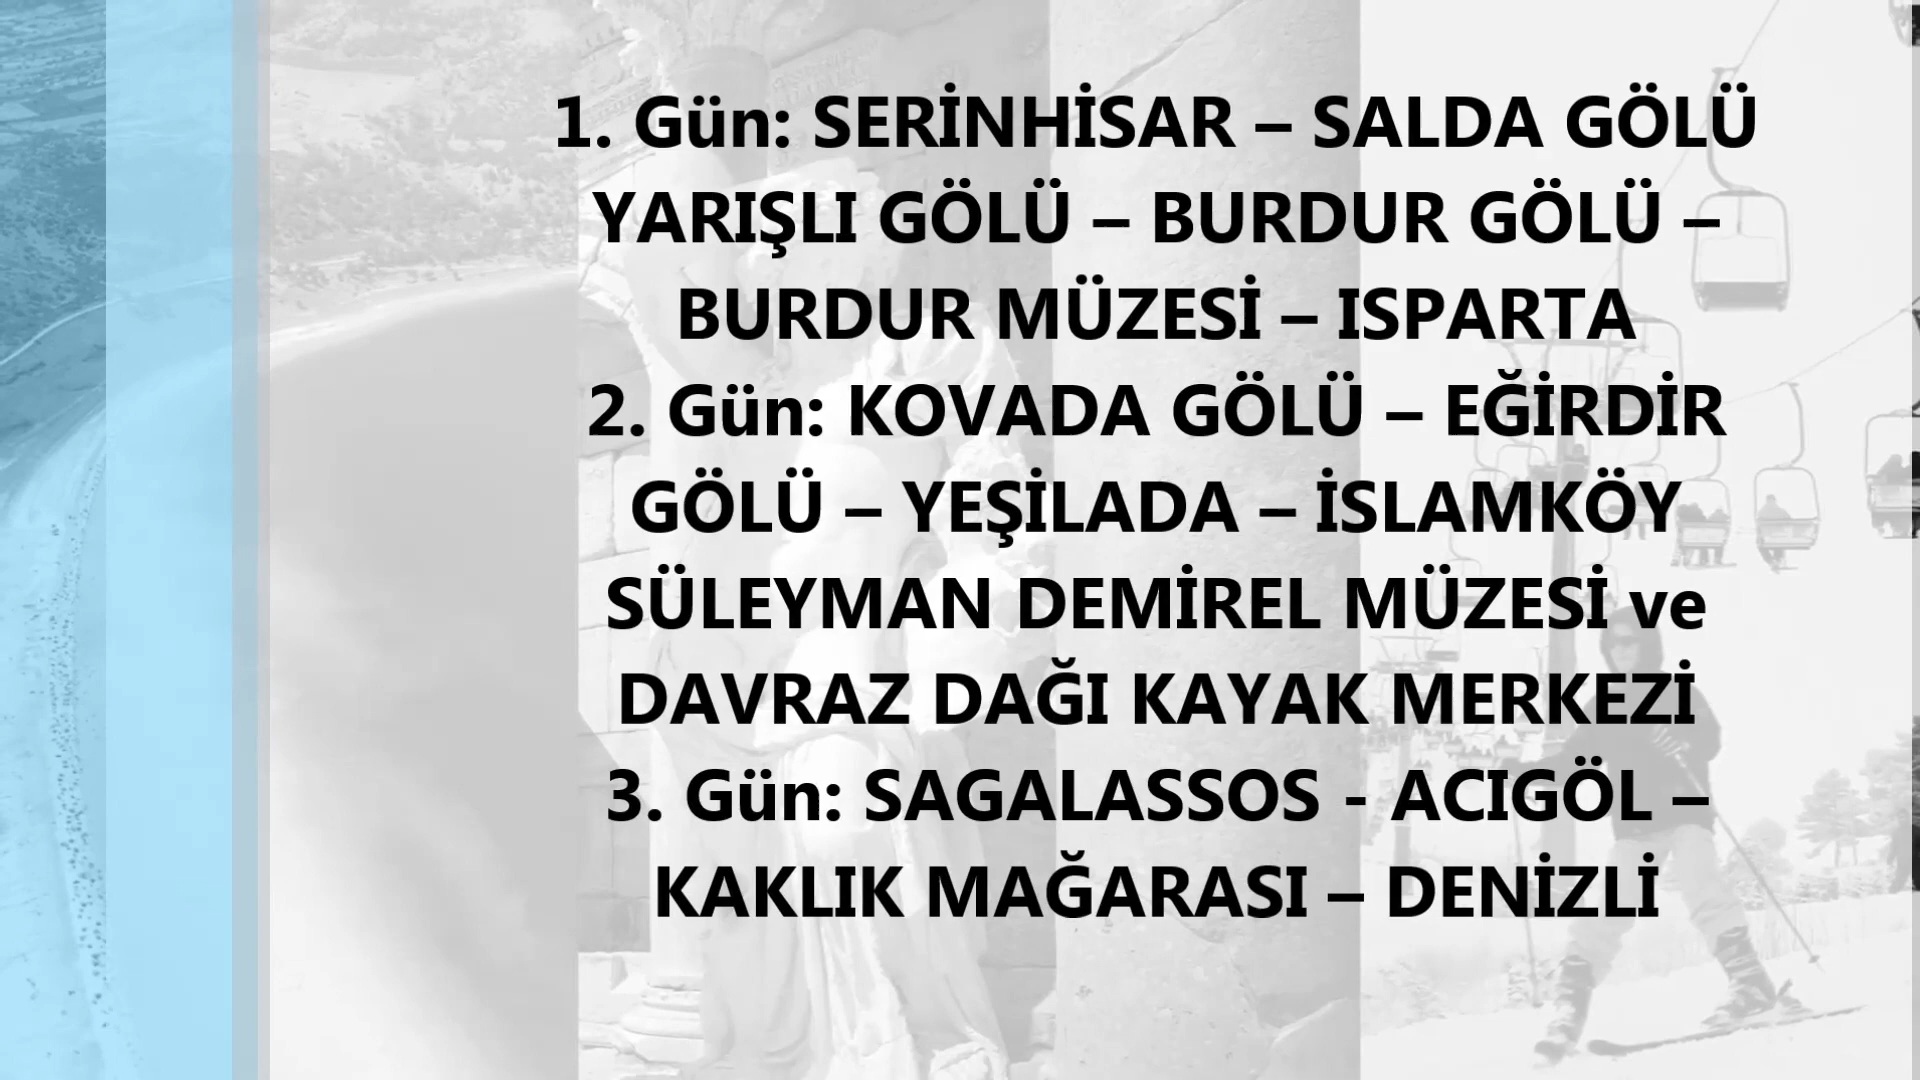 1. Gün: SERİNHİSAR – SALDA GÖLÜ
YARIŞLI GÖLÜ – BURDUR GÖLÜ –
BURDUR MÜZESİ – ISPARTA
2. Gün: KOVADA GÖLÜ – EĞİRDİR
GÖLÜ – YEŞİLADA – İSLAMKÖY
SÜLEYMAN DEMİREL MÜZESİ ve
DAVRAZ DAĞI KAYAK MERKEZİ
3. Gün: SAGALASSOS - ACIGÖL –
KAKLIK MAĞARASI – DENİZLİ